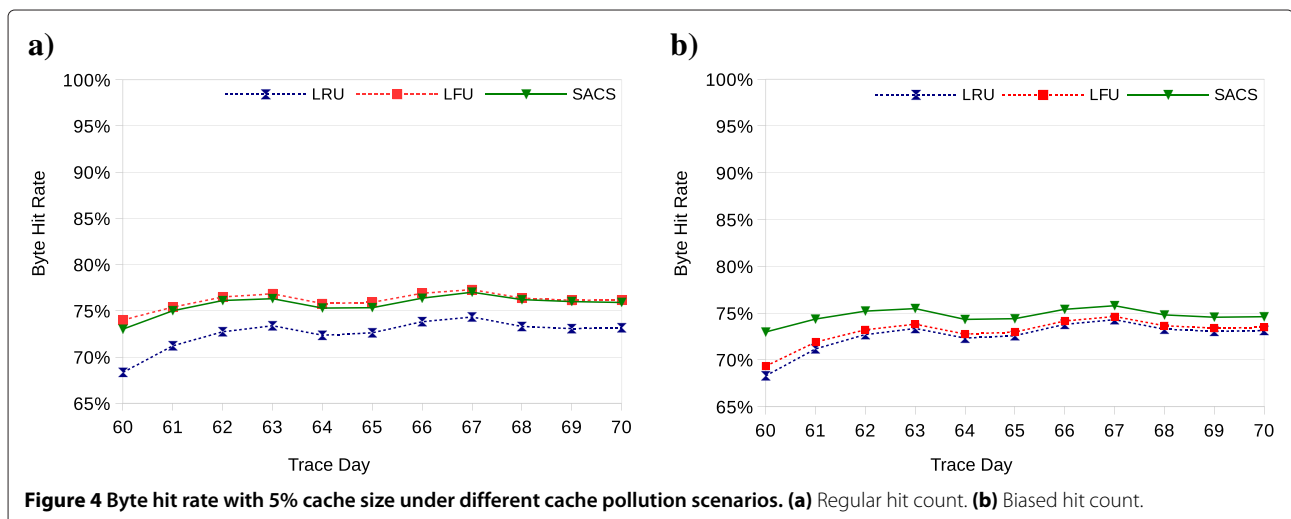 a)
100%
95%
90%
85%
80%
75%
70%
65%
Byte Hit Rate
LRU
LFU
SACS
60 61 62 63 64 65 66 67 68 69 70
Trace Day
b)
100%
95%
90%
85%
80%
75%
70%
65%
Byte Hit Rate
LRU
LFU
SACS
60 61 62 63 64 65 66 67 68 69 70
Trace Day
Figure 4 Byte hit rate with 5% cache size under different cache pollution scenarios. (a) Regular hit count. (b) Biased hit count.